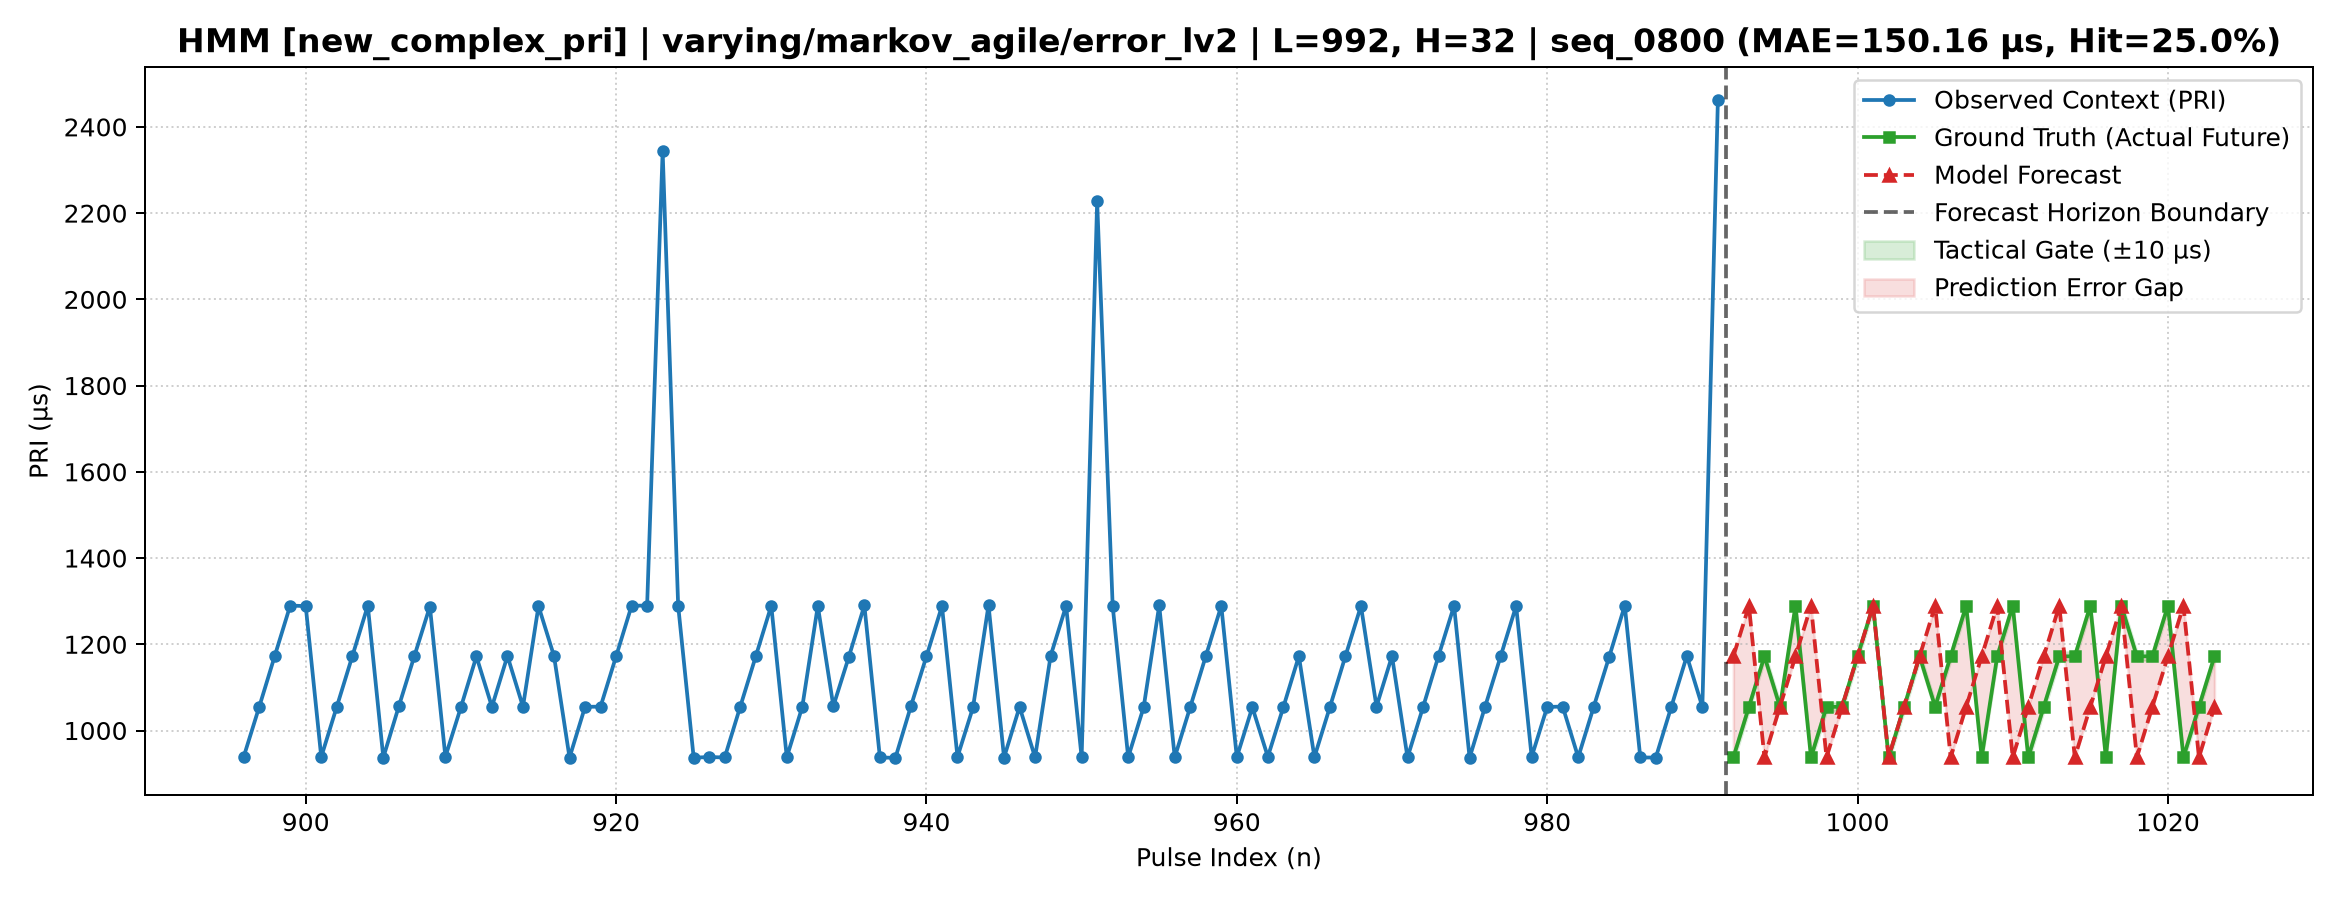 HMM [new_complex_pri] | varying/markov_agile/error_lv2 | L=992, H=32 | seq_0800 (MAE=150.16 µs, Hit=25.0%)
Observed Context (PRI)
Ground Truth (Actual Future)
Model Forecast
Forecast Horizon Boundary
Tactical Gate (±10 µs)
Prediction Error Gap
PRI (µs)
2400
2200
2000
1800
1600
1400
1200
1000
900
920
940
960
980
1000
1020
Pulse Index (n)